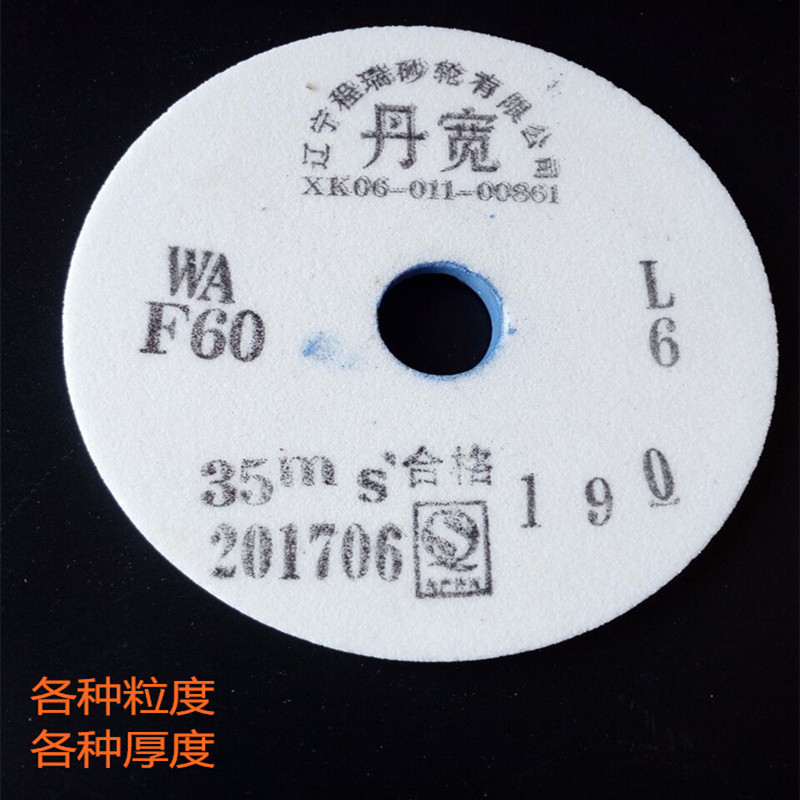 辽宁程瑞砂轮有限公司
丹宽
XK06-011-00861
WA
F60
L
6
35m s 合格
201706
190
各种粒度
各种厚度